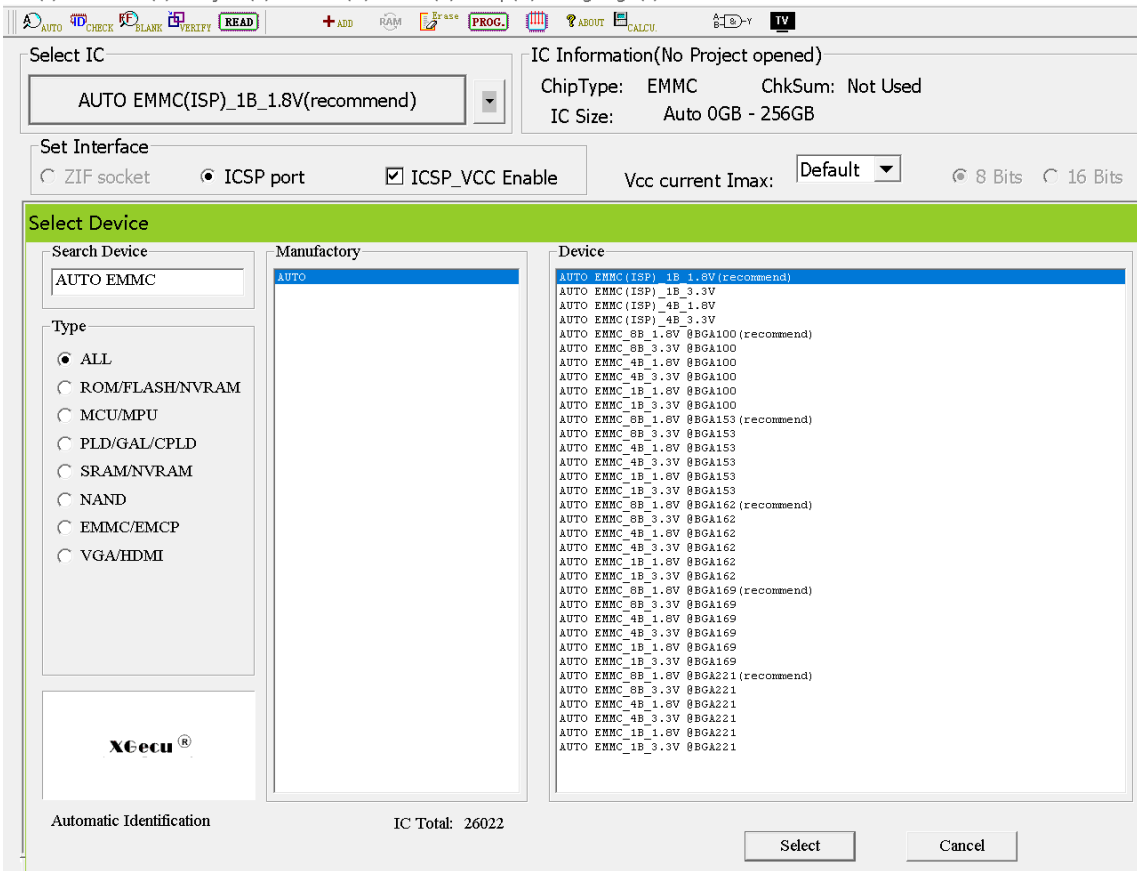 AUTO CHECK BLANK VERIFY READ + ADD RAM Erase PROG. ? ABOUT CALCU. A B & Y TV
Select IC
AUTO EMMC(ISP)_1B_1.8V(recommend)
IC Information(No Project opened)
ChipType: EMMC ChkSum: Not Used
IC Size: Auto 0GB - 256GB
Set Interface
ZIF socket ICSP port ICSP_VCC Enable
Vcc current Imax: Default 8 Bits 16 Bits
Select Device
Search Device
AUTO EMMC
Type
ALL
ROM/FLASH/NVRAM
MCU/MPU
PLD/GAL/CPLD
SRAM/NVRAM
NAND
EMMC/EMCP
VGA/HDMI
XGecu ®
Automatic Identification
Manufactory
AUTO
IC Total: 26022
Device
AUTO EMMC(ISP)_1B_1.8V(recommend)
AUTO EMMC(ISP)_1B_3.3V
AUTO EMMC(ISP)_4B_1.8V
AUTO EMMC(ISP)_4B_3.3V
AUTO EMMC_8B_1.8V @BGA100(recommend)
AUTO EMMC_8B_3.3V @BGA100
AUTO EMMC_4B_1.8V @BGA100
AUTO EMMC_4B_3.3V @BGA100
AUTO EMMC_1B_1.8V @BGA100
AUTO EMMC_1B_3.3V @BGA100
AUTO EMMC_8B_1.8V @BGA153(recommend)
AUTO EMMC_8B_3.3V @BGA153
AUTO EMMC_4B_1.8V @BGA153
AUTO EMMC_4B_3.3V @BGA153
AUTO EMMC_1B_1.8V @BGA153
AUTO EMMC_1B_3.3V @BGA153
AUTO EMMC_8B_1.8V @BGA162(recommend)
AUTO EMMC_8B_3.3V @BGA162
AUTO EMMC_4B_1.8V @BGA162
AUTO EMMC_4B_3.3V @BGA162
AUTO EMMC_1B_1.8V @BGA162
AUTO EMMC_1B_3.3V @BGA162
AUTO EMMC_8B_1.8V @BGA169(recommend)
AUTO EMMC_8B_3.3V @BGA169
AUTO EMMC_4B_1.8V @BGA169
AUTO EMMC_4B_3.3V @BGA169
AUTO EMMC_1B_1.8V @BGA169
AUTO EMMC_1B_3.3V @BGA169
AUTO EMMC_8B_1.8V @BGA221(recommend)
AUTO EMMC_8B_3.3V @BGA221
AUTO EMMC_4B_1.8V @BGA221
AUTO EMMC_4B_3.3V @BGA221
AUTO EMMC_1B_1.8V @BGA221
AUTO EMMC_1B_3.3V @BGA221
Select Cancel